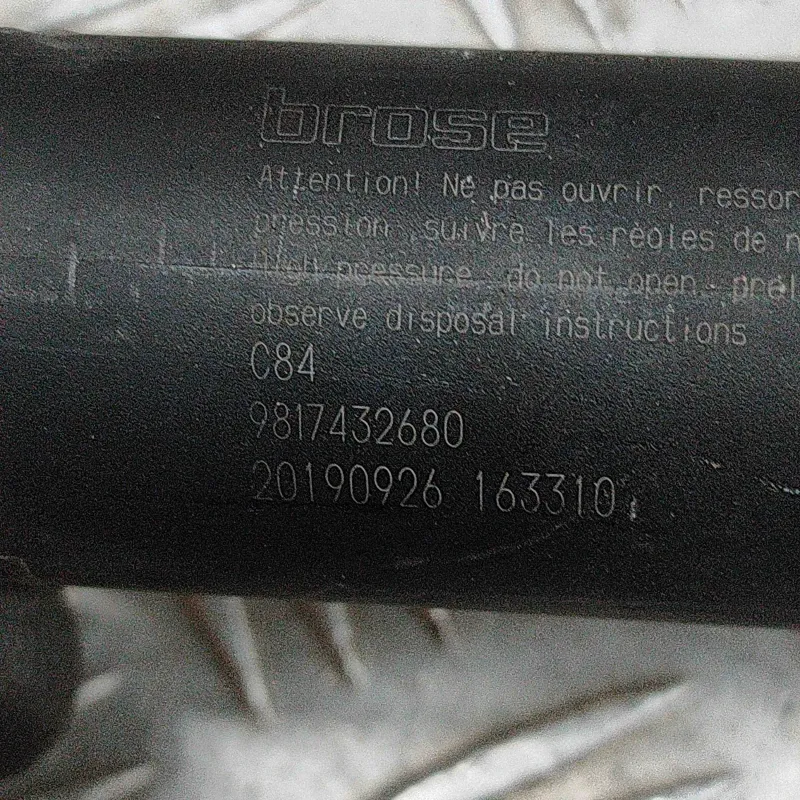 brose
Attention! Ne pas ouvrir, ressor
pression, suivre les règles de
High pressure, do not open,
observe disposal instructions
C84
9817432680
20190926 163310